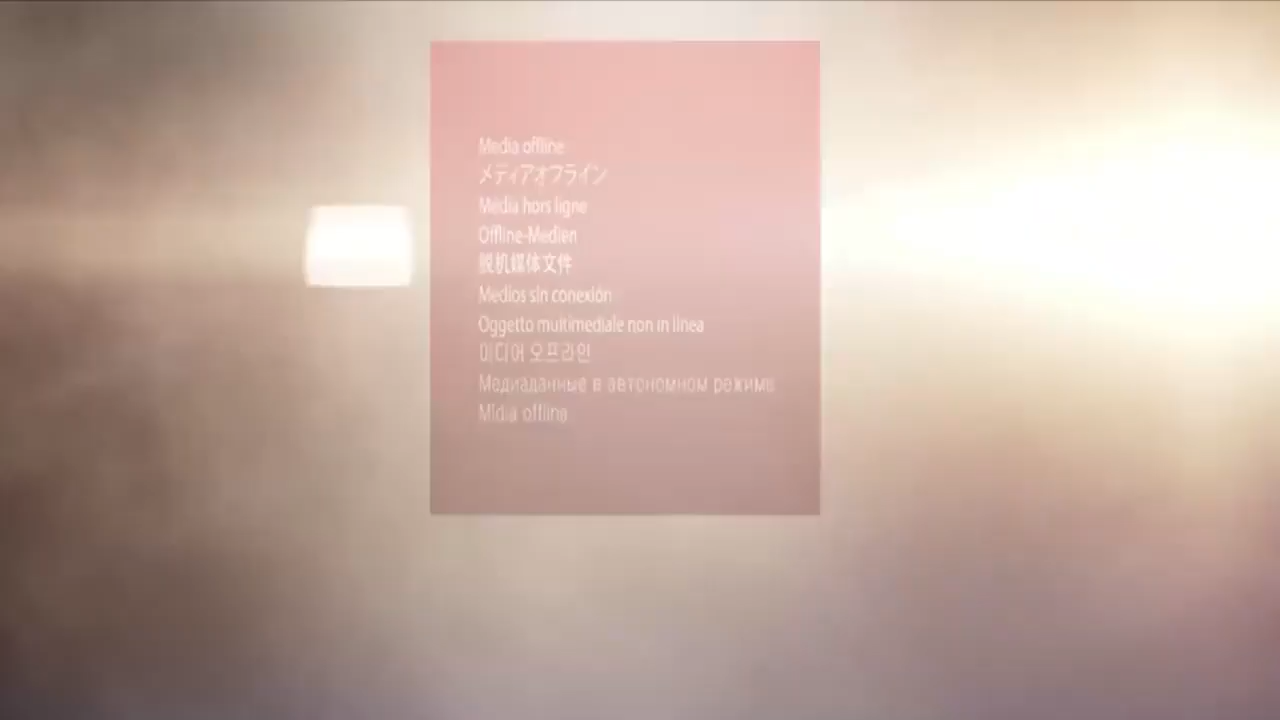 Media offline
メディアオフライン
Média hors ligne
Offline-Medien
脱机媒体文件
Medios sin conexión
Oggetto multimediale non in linea
미디어 오프라인
Медиаданные в автономном режиме
Mídia offline